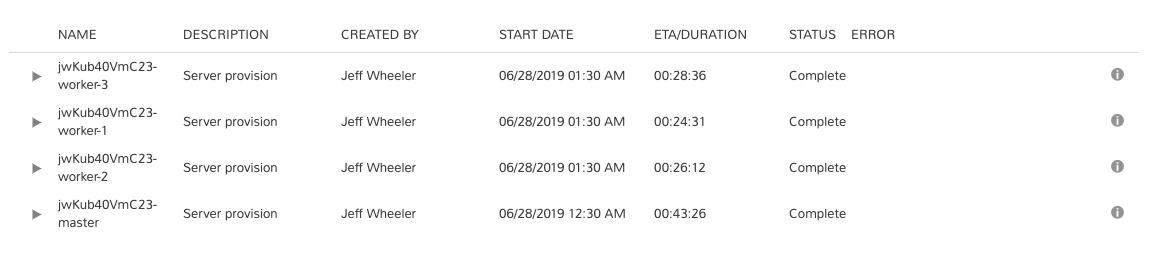 NAME DESCRIPTION CREATED BY START DATE ETA/DURATION STATUS ERROR
jwKub40VmC23-
worker-3 Server provision Jeff Wheeler 06/28/2019 01:30 AM 00:28:36 Complete
jwKub40VmC23-
worker-1 Server provision Jeff Wheeler 06/28/2019 01:30 AM 00:24:31 Complete
jwKub40VmC23-
worker-2 Server provision Jeff Wheeler 06/28/2019 01:30 AM 00:26:12 Complete
jwKub40VmC23-
master Server provision Jeff Wheeler 06/28/2019 12:30 AM 00:43:26 Complete